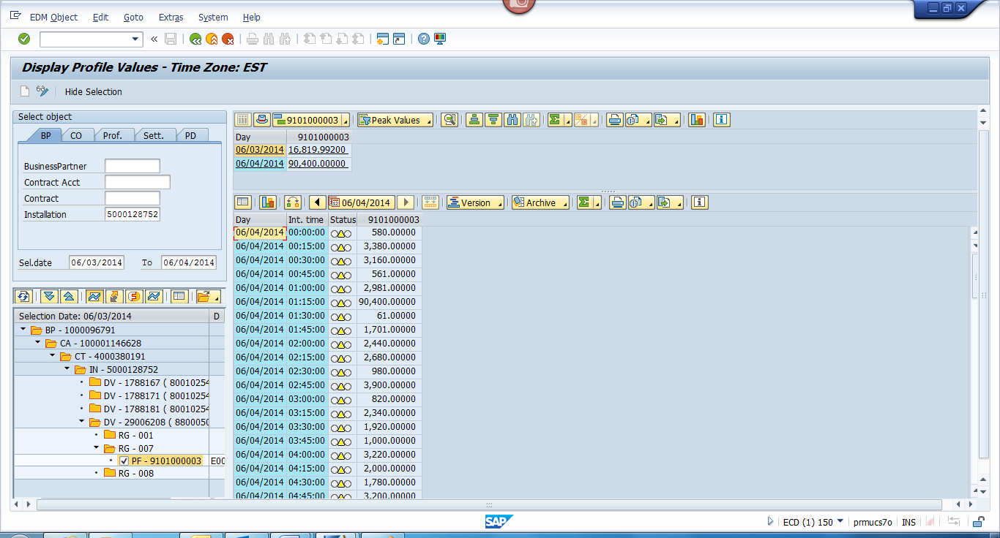 EDM Object Edit Goto Extras System Help
Display Profile Values - Time Zone: EST
Hide Selection
Select object
BP CO Prof. Sett. PD
BusinessPartner
Contract Acct
Contract
Installation 5000128752
Sel.date 06/03/2014 To 06/04/2014
Selection Date: 06/03/2014 D
BP - 1000096791
CA - 100001146628
CT - 4000380191
IN - 5000128752
DV - 1788167 ( 80010254
DV - 1788171 ( 80010254
DV - 1788181 ( 80010254
DV - 29006208 ( 8800050
RG - 001
RG - 007
PF - 9101000003 E00
RG - 008
9101000003 Peak Values
Day 9101000003
06/03/2014 16,819.99200
06/04/2014 90,400.00000
06/04/2014 Version Archive
Day Int. time Status 9101000003
06/04/2014 00:00:00 580.00000
06/04/2014 00:15:00 3,380.00000
06/04/2014 00:30:00 3,160.00000
06/04/2014 00:45:00 561.00000
06/04/2014 01:00:00 2,981.00000
06/04/2014 01:15:00 90,400.00000
06/04/2014 01:30:00 61.00000
06/04/2014 01:45:00 1,701.00000
06/04/2014 02:00:00 2,440.00000
06/04/2014 02:15:00 2,680.00000
06/04/2014 02:30:00 980.00000
06/04/2014 02:45:00 3,900.00000
06/04/2014 03:00:00 820.00000
06/04/2014 03:15:00 2,340.00000
06/04/2014 03:30:00 1,920.00000
06/04/2014 03:45:00 1,000.00000
06/04/2014 04:00:00 3,220.00000
06/04/2014 04:15:00 2,000.00000
06/04/2014 04:30:00 1,780.00000
06/04/2014 04:45:00 3,200.00000
SAP
ECD (1) 150 prmucs7o INS